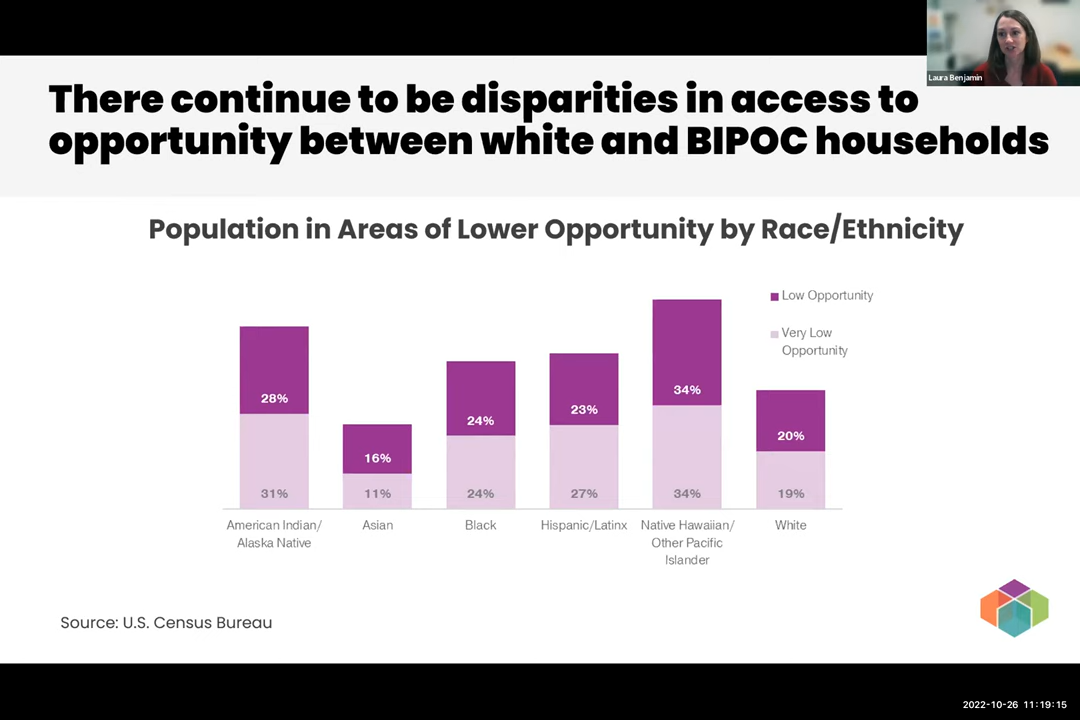 Laura Benjamin
There continue to be disparities in access to
opportunity between white and BIPOC households
Population in Areas of Lower Opportunity by Race/Ethnicity
Low Opportunity
Very Low
Opportunity
28%
31%
16%
11%
24%
24%
23%
27%
34%
34%
20%
19%
American Indian/
Alaska Native
Asian
Black
Hispanic/Latinx
Native Hawaiian/
Other Pacific
Islander
White
Source: U.S. Census Bureau
2022-10-26 11:19:15